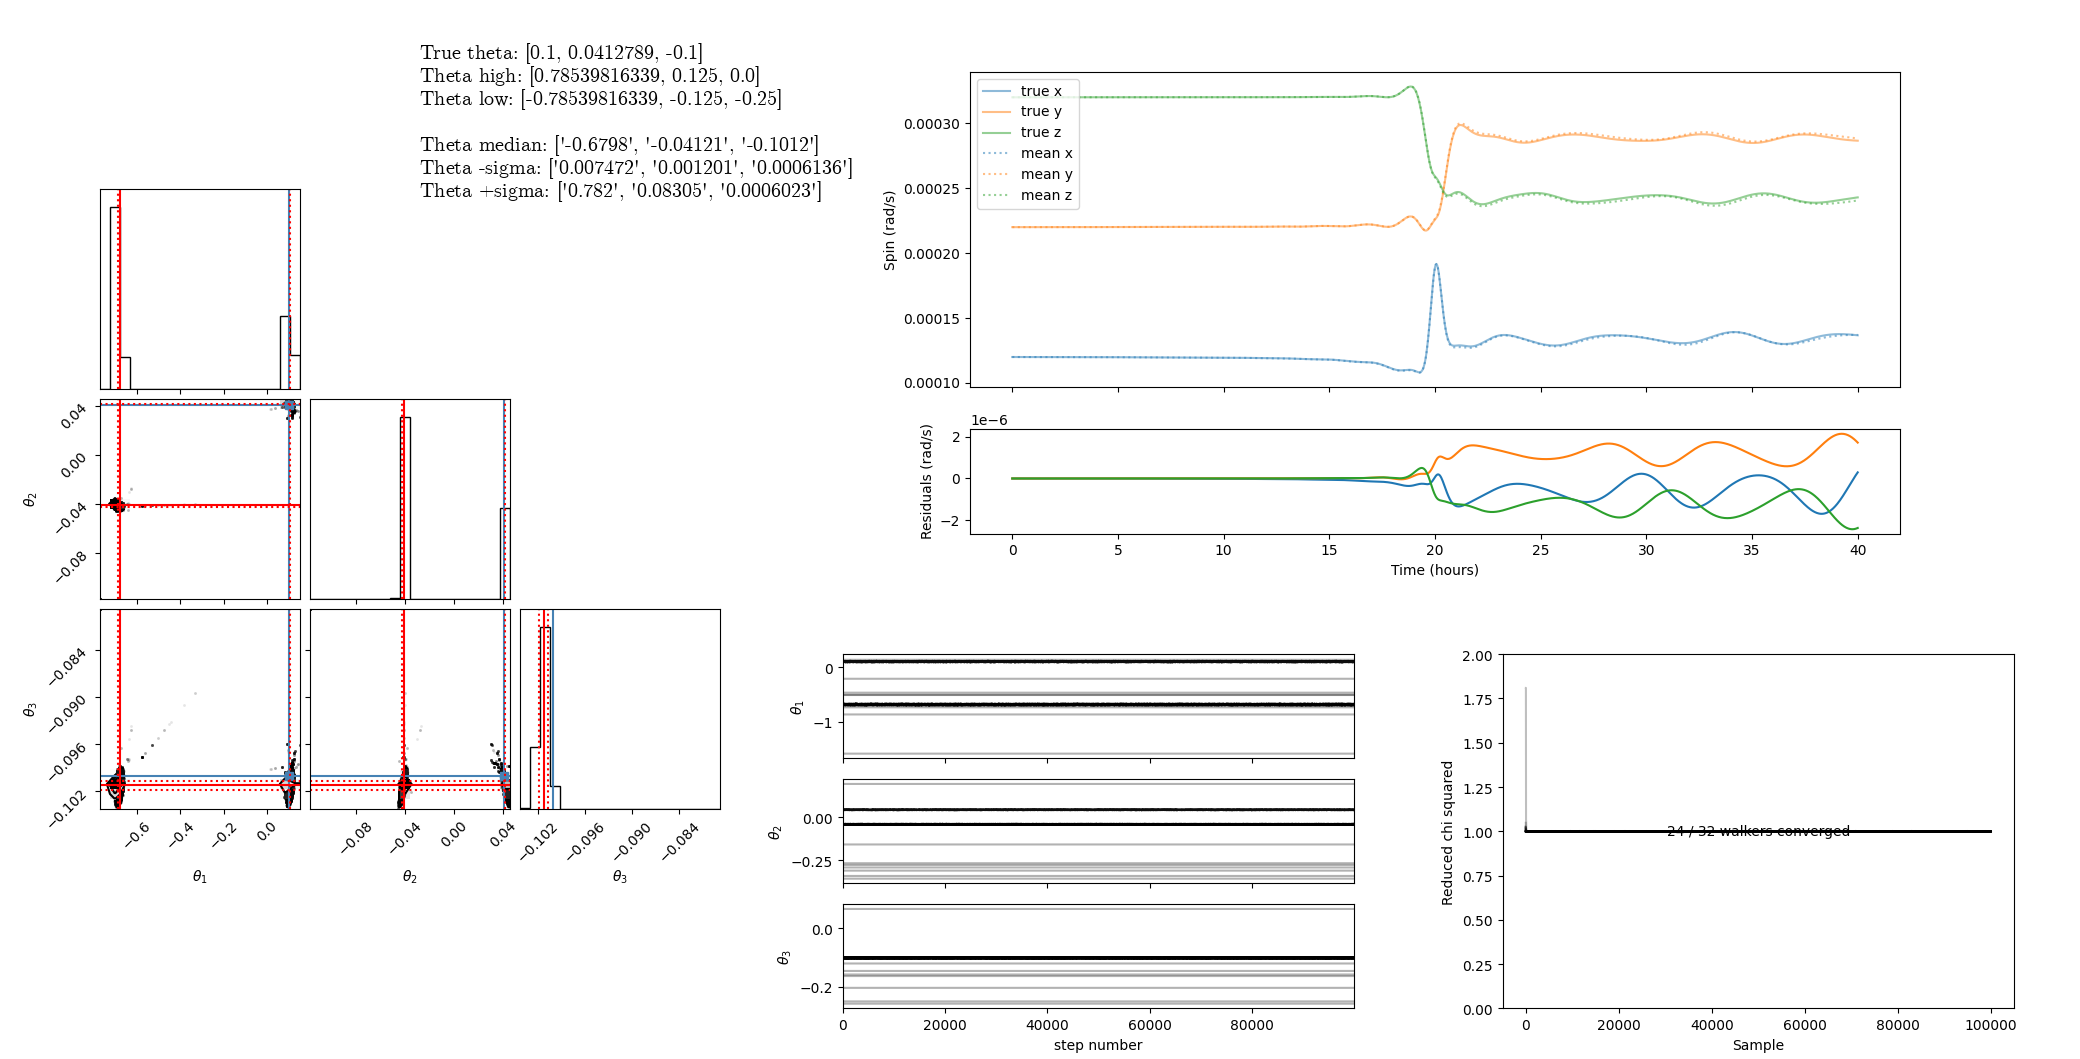 True theta: [0.1, 0.0412789, -0.1]
Theta high: [0.78539816339, 0.125, 0.0]
Theta low: [-0.78539816339, -0.125, -0.25]
Theta median: ['-0.6798', '-0.04121', '-0.1012']
Theta -sigma: ['0.007472', '0.001201', '0.0006136']
Theta +sigma: ['0.782', '0.08305', '0.0006023']
0.04
0.00
−0.04
−0.08
θ2
−0.084
−0.090
−0.096
−0.102
θ3
−0.6
−0.4
−0.2
0.0
θ1
−0.08
−0.04
0.00
0.04
θ2
−0.102
−0.096
−0.090
−0.084
θ3
true x
true y
true z
mean x
mean y
mean z
0.00030
0.00025
0.00020
0.00015
0.00010
Spin (rad/s)
1e−6
2
0
−2
Residuals (rad/s)
0
5
10
15
20
25
30
35
40
Time (hours)
0
−1
θ1
0.00
−0.25
θ2
0.0
−0.2
θ3
0
20000
40000
60000
80000
step number
2.00
1.75
1.50
1.25
1.00
0.75
0.50
0.25
0.00
Reduced chi squared
24 / 32 walkers converged
0
20000
40000
60000
80000
100000
Sample